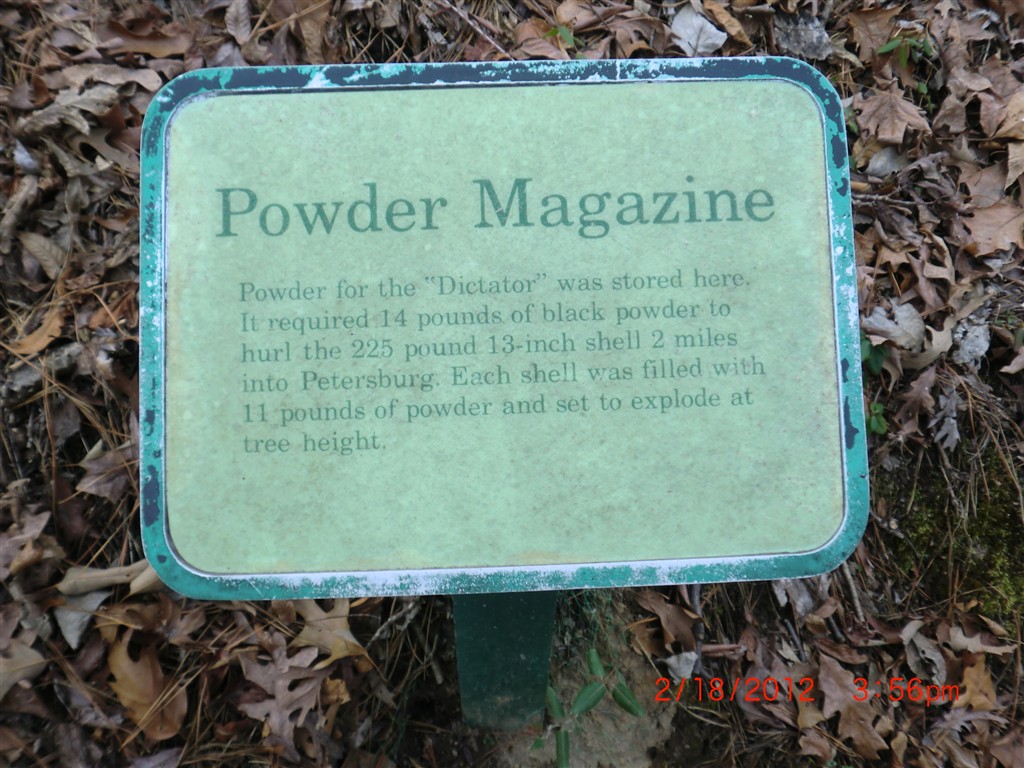 Powder Magazine
Powder for the "Dictator" was stored here.
It required 14 pounds of black powder to
hurl the 225 pound 13-inch shell 2 miles
into Petersburg. Each shell was filled with
11 pounds of powder and set to explode at
tree height.
2/18/2012 3:56pm